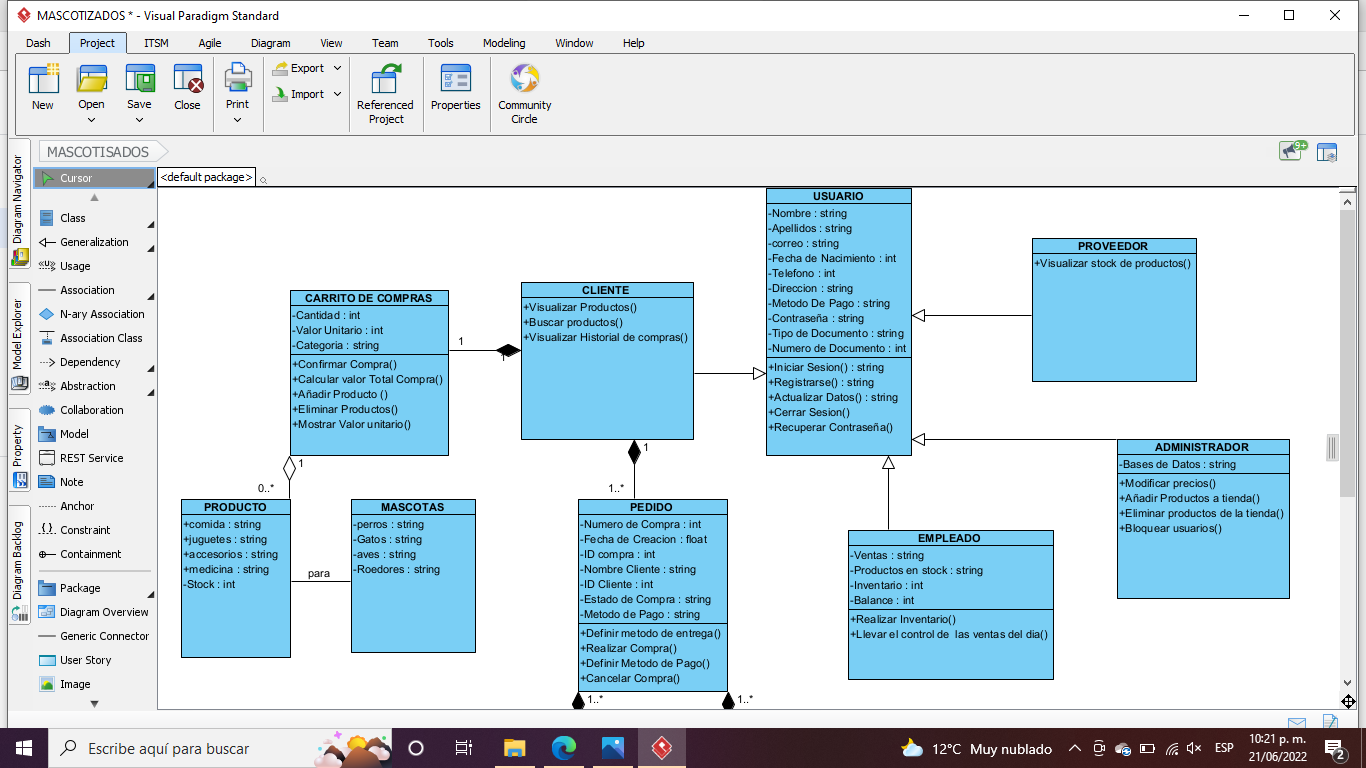 MASCOTIZADOS * - Visual Paradigm Standard
Dash Project ITSM Agile Diagram View Team Tools Modeling Window Help
New
Open
Save
Close
Print
Export
Import
Referenced
Project
Properties
Community
Circle
Diagram Navigator
Model Explorer
Property
Diagram Backlog
MASCOTISADOS
9+
Cursor
Class
Generalization
Usage
Association
N-ary Association
Association Class
Dependency
Abstraction
Collaboration
Model
REST Service
Note
Anchor
Constraint
Containment
Package
Diagram Overview
Generic Connector
User Story
Image
<default package>
CARRITO DE COMPRAS
-Cantidad : int
-Valor Unitario : int
-Categoria : string
+Confirmar Compra()
+Calcular valor Total Compra()
+Añadir Producto ()
+Eliminar Productos()
+Mostrar Valor unitario()
1
1
CLIENTE
+Visualizar Productos()
+Buscar productos()
+Visualizar Historial de compras()
USUARIO
-Nombre : string
-Apellidos : string
-correo : string
-Fecha de Nacimiento : int
-Telefono : int
-Direccion : string
-Metodo De Pago : string
-Contraseña : string
-Tipo de Documento : string
-Numero de Documento : int
+Iniciar Sesion() : string
+Registrarse() : string
+Actualizar Datos() : string
+Cerrar Sesion()
+Recuperar Contraseña()
PROVEEDOR
+Visualizar stock de productos()
ADMINISTRADOR
-Bases de Datos : string
+Modificar precios()
+Añadir Productos a tienda()
+Eliminar productos de la tienda()
+Bloquear usuarios()
1
0..*
PRODUCTO
+comida : string
+juguetes : string
+accesorios : string
+medicina : string
-Stock : int
para
MASCOTAS
-perros : string
-Gatos : string
-aves : string
-Roedores : string
1
1..*
PEDIDO
-Numero de Compra : int
-Fecha de Creacion : float
-ID compra : int
-Nombre Cliente : string
-ID Cliente : int
-Estado de Compra : string
-Metodo de Pago : string
+Definir metodo de entrega()
+Realizar Compra()
+Definir Metodo de Pago()
+Cancelar Compra()
1..*
1..*
EMPLEADO
-Ventas : string
-Productos en stock : string
-Inventario : int
-Balance : int
+Realizar Inventario()
+Llevar el control de las ventas del dia()
Escribe aquí para buscar
12°C Muy nublado
ESP
10:21 p. m.
21/06/2022
2